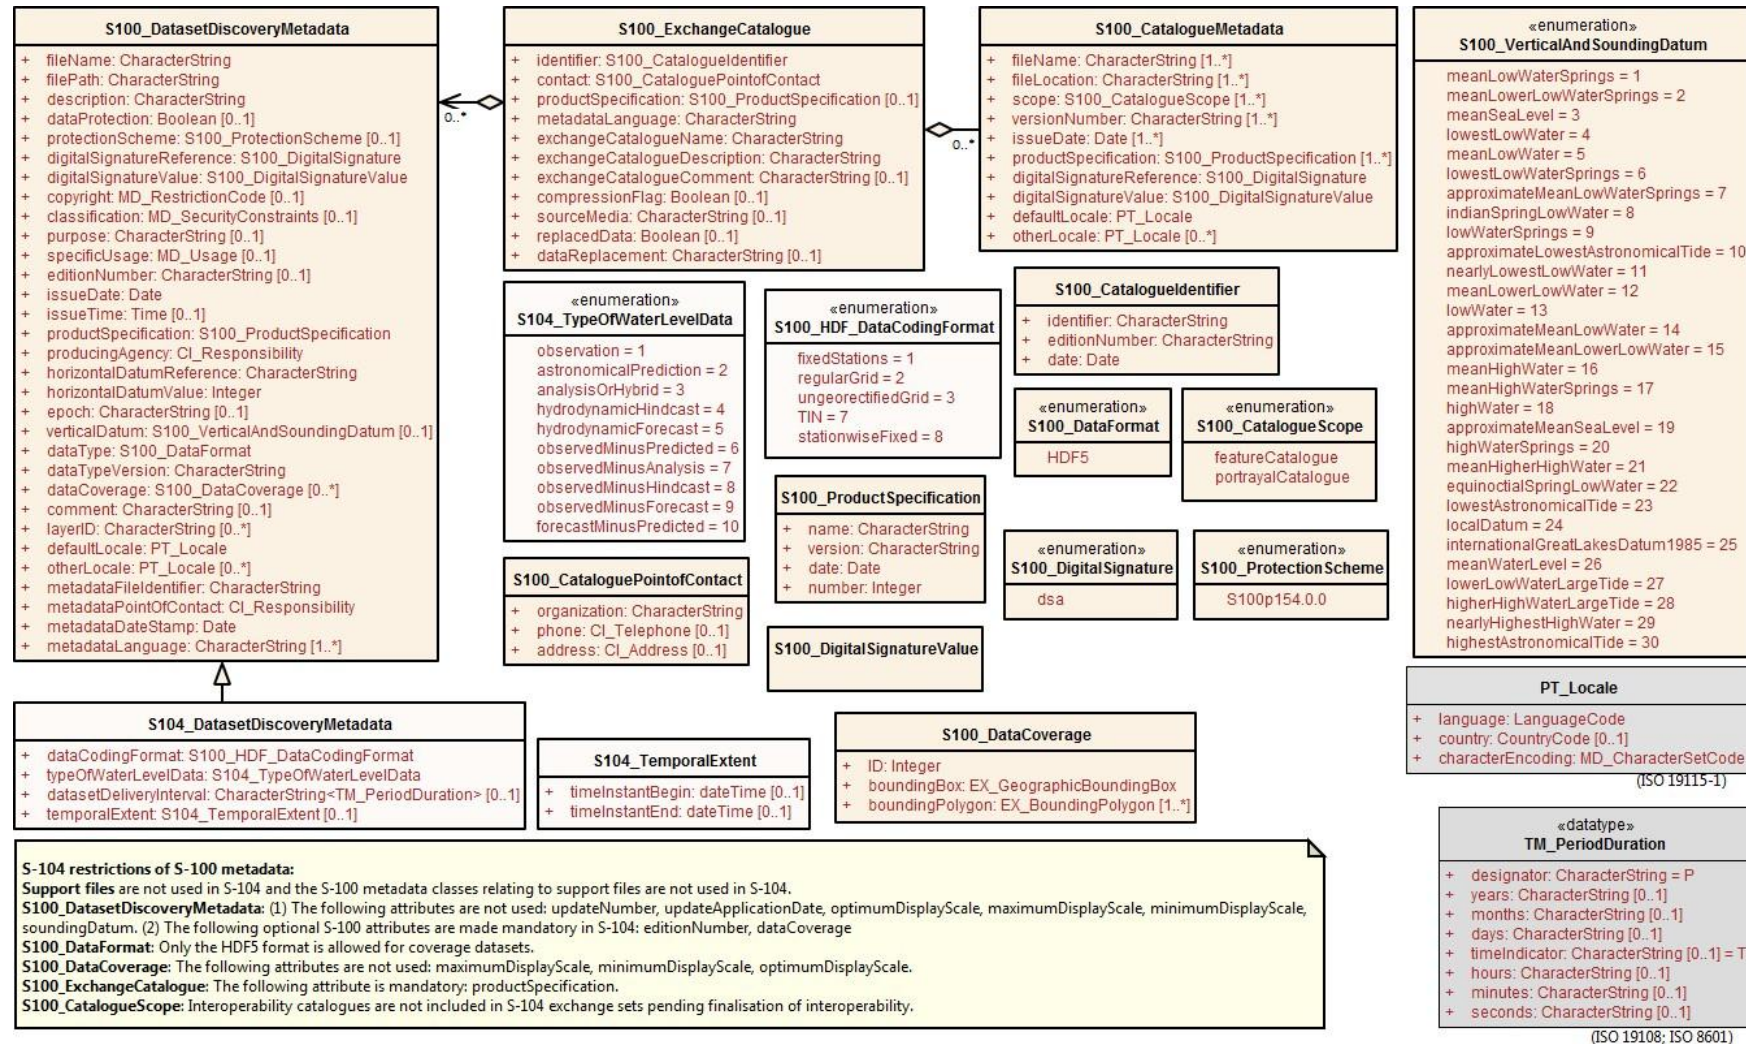 S100_DatasetDiscoveryMetadata
+ fileName: CharacterString
+ filePath: CharacterString
+ description: CharacterString
+ dataProtection: Boolean [0..1]
+ protectionScheme: S100_ProtectionScheme [0..1]
+ digitalSignatureReference: S100_DigitalSignature
+ digitalSignatureValue: S100_DigitalSignatureValue
+ copyright: MD_RestrictionCode [0..1]
+ classification: MD_SecurityConstraints [0..1]
+ purpose: CharacterString [0..1]
+ specificUsage: MD_Usage [0..1]
+ editionNumber: CharacterString [0..1]
+ issueDate: Date
+ issueTime: Time [0..1]
+ productSpecification: S100_ProductSpecification
+ producingAgency: CI_Responsibility
+ horizontalDatumReference: CharacterString
+ horizontalDatumValue: Integer
+ epoch: CharacterString [0..1]
+ verticalDatum: S100_VerticalAndSoundingDatum [0..1]
+ dataType: S100_DataFormat
+ dataTypeVersion: CharacterString
+ dataCoverage: S100_DataCoverage [0..*]
+ comment: CharacterString [0..1]
+ layerID: CharacterString [0..*]
+ defaultLocale: PT_Locale
+ otherLocale: PT_Locale [0..*]
+ metadataFileIdentifier: CharacterString
+ metadataPointOfContact: CI_Responsibility
+ metadataDateStamp: Date
+ metadataLanguage: CharacterString [1..*]
0..*
S100_ExchangeCatalogue
+ identifier: S100_CatalogueIdentifier
+ contact: S100_CataloguePointofContact
+ productSpecification: S100_ProductSpecification [0..1]
+ metadataLanguage: CharacterString
+ exchangeCatalogueName: CharacterString
+ exchangeCatalogueDescription: CharacterString
+ exchangeCatalogueComment: CharacterString [0..1]
+ compressionFlag: Boolean [0..1]
+ sourceMedia: CharacterString [0..1]
+ replacedData: Boolean [0..1]
+ dataReplacement: CharacterString [0..1]
0..*
S100_CatalogueMetadata
+ fileName: CharacterString [1..*]
+ fileLocation: CharacterString [1..*]
+ scope: S100_CatalogueScope [1..*]
+ versionNumber: CharacterString [1..*]
+ issueDate: Date [1..*]
+ productSpecification: S100_ProductSpecification [1..*]
+ digitalSignatureReference: S100_DigitalSignature
+ digitalSignatureValue: S100_DigitalSignatureValue
+ defaultLocale: PT_Locale
+ otherLocale: PT_Locale [0..*]
«enumeration»
S100_VerticalAndSoundingDatum
meanLowWaterSprings = 1
meanLowerLowWaterSprings = 2
meanSeaLevel = 3
lowestLowWater = 4
meanLowWater = 5
lowestLowWaterSprings = 6
approximateMeanLowWaterSprings = 7
indianSpringLowWater = 8
lowWaterSprings = 9
approximateLowestAstronomicalTide = 10
nearlyLowestLowWater = 11
meanLowerLowWater = 12
lowWater = 13
approximateMeanLowWater = 14
approximateMeanLowerLowWater = 15
meanHighWater = 16
meanHighWaterSprings = 17
highWater = 18
approximateMeanSeaLevel = 19
highWaterSprings = 20
meanHigherHighWater = 21
equinoctialSpringLowWater = 22
lowestAstronomicalTide = 23
localDatum = 24
internationalGreatLakesDatum1985 = 25
meanWaterLevel = 26
lowerLowWaterLargeTide = 27
higherHighWaterLargeTide = 28
nearlyHighestHighWater = 29
highestAstronomicalTide = 30
«enumeration»
S104_TypeOfWaterLevelData
observation = 1
astronomicalPrediction = 2
analysisOrHybrid = 3
hydrodynamicHindcast = 4
hydrodynamicForecast = 5
observedMinusPredicted = 6
observedMinusAnalysis = 7
observedMinusHindcast = 8
observedMinusForecast = 9
forecastMinusPredicted = 10
«enumeration»
S100_HDF_DataCodingFormat
fixedStations = 1
regularGrid = 2
ungeorectifiedGrid = 3
TIN = 7
stationwiseFixed = 8
S100_CatalogueIdentifier
+ identifier: CharacterString
+ editionNumber: CharacterString
+ date: Date
«enumeration»
S100_DataFormat
HDF5
«enumeration»
S100_CatalogueScope
featureCatalogue
portrayalCatalogue
S100_ProductSpecification
+ name: CharacterString
+ version: CharacterString
+ date: Date
+ number: Integer
«enumeration»
S100_DigitalSignature
dsa
«enumeration»
S100_ProtectionScheme
S100p154.0.0
S100_CataloguePointofContact
+ organization: CharacterString
+ phone: CI_Telephone [0..1]
+ address: CI_Address [0..1]
S100_DigitalSignatureValue
S104_DatasetDiscoveryMetadata
+ dataCodingFormat: S100_HDF_DataCodingFormat
+ typeOfWaterLevelData: S104_TypeOfWaterLevelData
+ datasetDeliveryInterval: CharacterString<TM_PeriodDuration> [0..1]
+ temporalExtent: S104_TemporalExtent [0..1]
S104_TemporalExtent
+ timeInstantBegin: dateTime [0..1]
+ timeInstantEnd: dateTime [0..1]
S100_DataCoverage
+ ID: Integer
+ boundingBox: EX_GeographicBoundingBox
+ boundingPolygon: EX_BoundingPolygon [1..*]
PT_Locale
+ language: LanguageCode
+ country: CountryCode [0..1]
+ characterEncoding: MD_CharacterSetCode
(ISO 19115-1)
«datatype»
TM_PeriodDuration
+ designator: CharacterString = P
+ years: CharacterString [0..1]
+ months: CharacterString [0..1]
+ days: CharacterString [0..1]
+ timeIndicator: CharacterString [0..1] = T
+ hours: CharacterString [0..1]
+ minutes: CharacterString [0..1]
+ seconds: CharacterString [0..1]
(ISO 19108; ISO 8601)
S-104 restrictions of S-100 metadata:
Support files are not used in S-104 and the S-100 metadata classes relating to support files are not used in S-104.
S100_DatasetDiscoveryMetadata: (1) The following attributes are not used: updateNumber, updateApplicationDate, optimumDisplayScale, maximumDisplayScale, minimumDisplayScale,
soundingDatum. (2) The following optional S-100 attributes are made mandatory in S-104: editionNumber, dataCoverage
S100_DataFormat: Only the HDF5 format is allowed for coverage datasets.
S100_DataCoverage: The following attributes are not used: maximumDisplayScale, minimumDisplayScale, optimumDisplayScale.
S100_ExchangeCatalogue: The following attribute is mandatory: productSpecification.
S100_CatalogueScope: Interoperability catalogues are not included in S-104 exchange sets pending finalisation of interoperability.